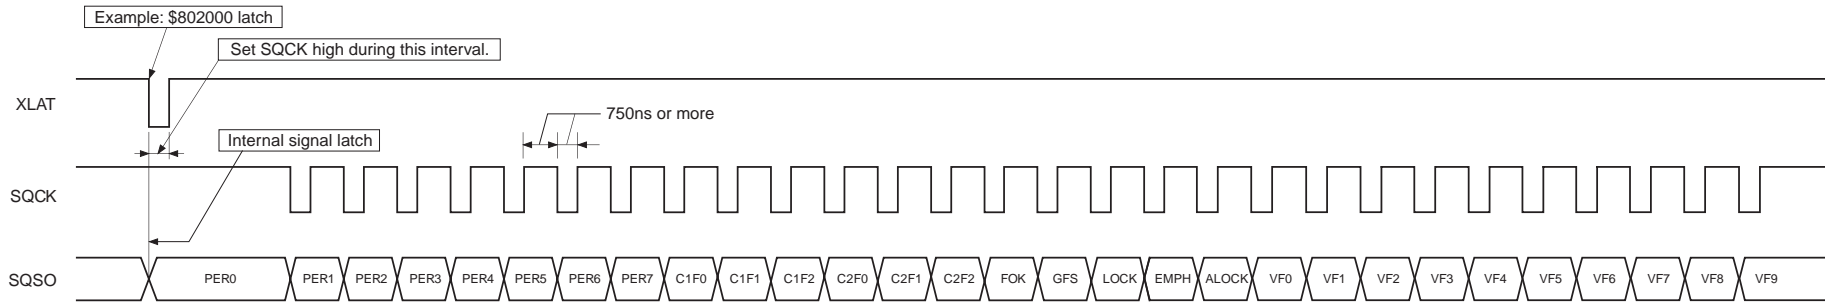 Example: $802000 latch
Set SQCK high during this interval.
XLAT
750ns or more
Internal signal latch
SQCK
SQSO PER0 PER1 PER2 PER3 PER4 PER5 PER6 PER7 C1F0 C1F1 C1F2 C2F0 C2F1 C2F2 FOK GFS LOCK EMPH ALOCK VF0 VF1 VF2 VF3 VF4 VF5 VF6 VF7 VF8 VF9